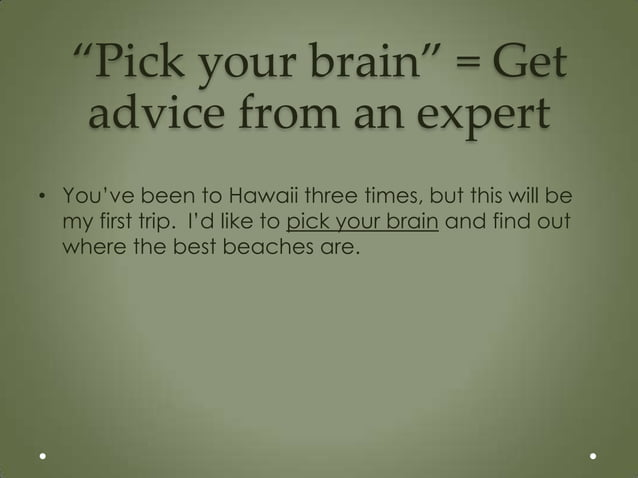 “Pick your brain” = Get
advice from an expert
• You’ve been to Hawaii three times, but this will be
my first trip.  I’d like to pick your brain and find out
where the best beaches are.